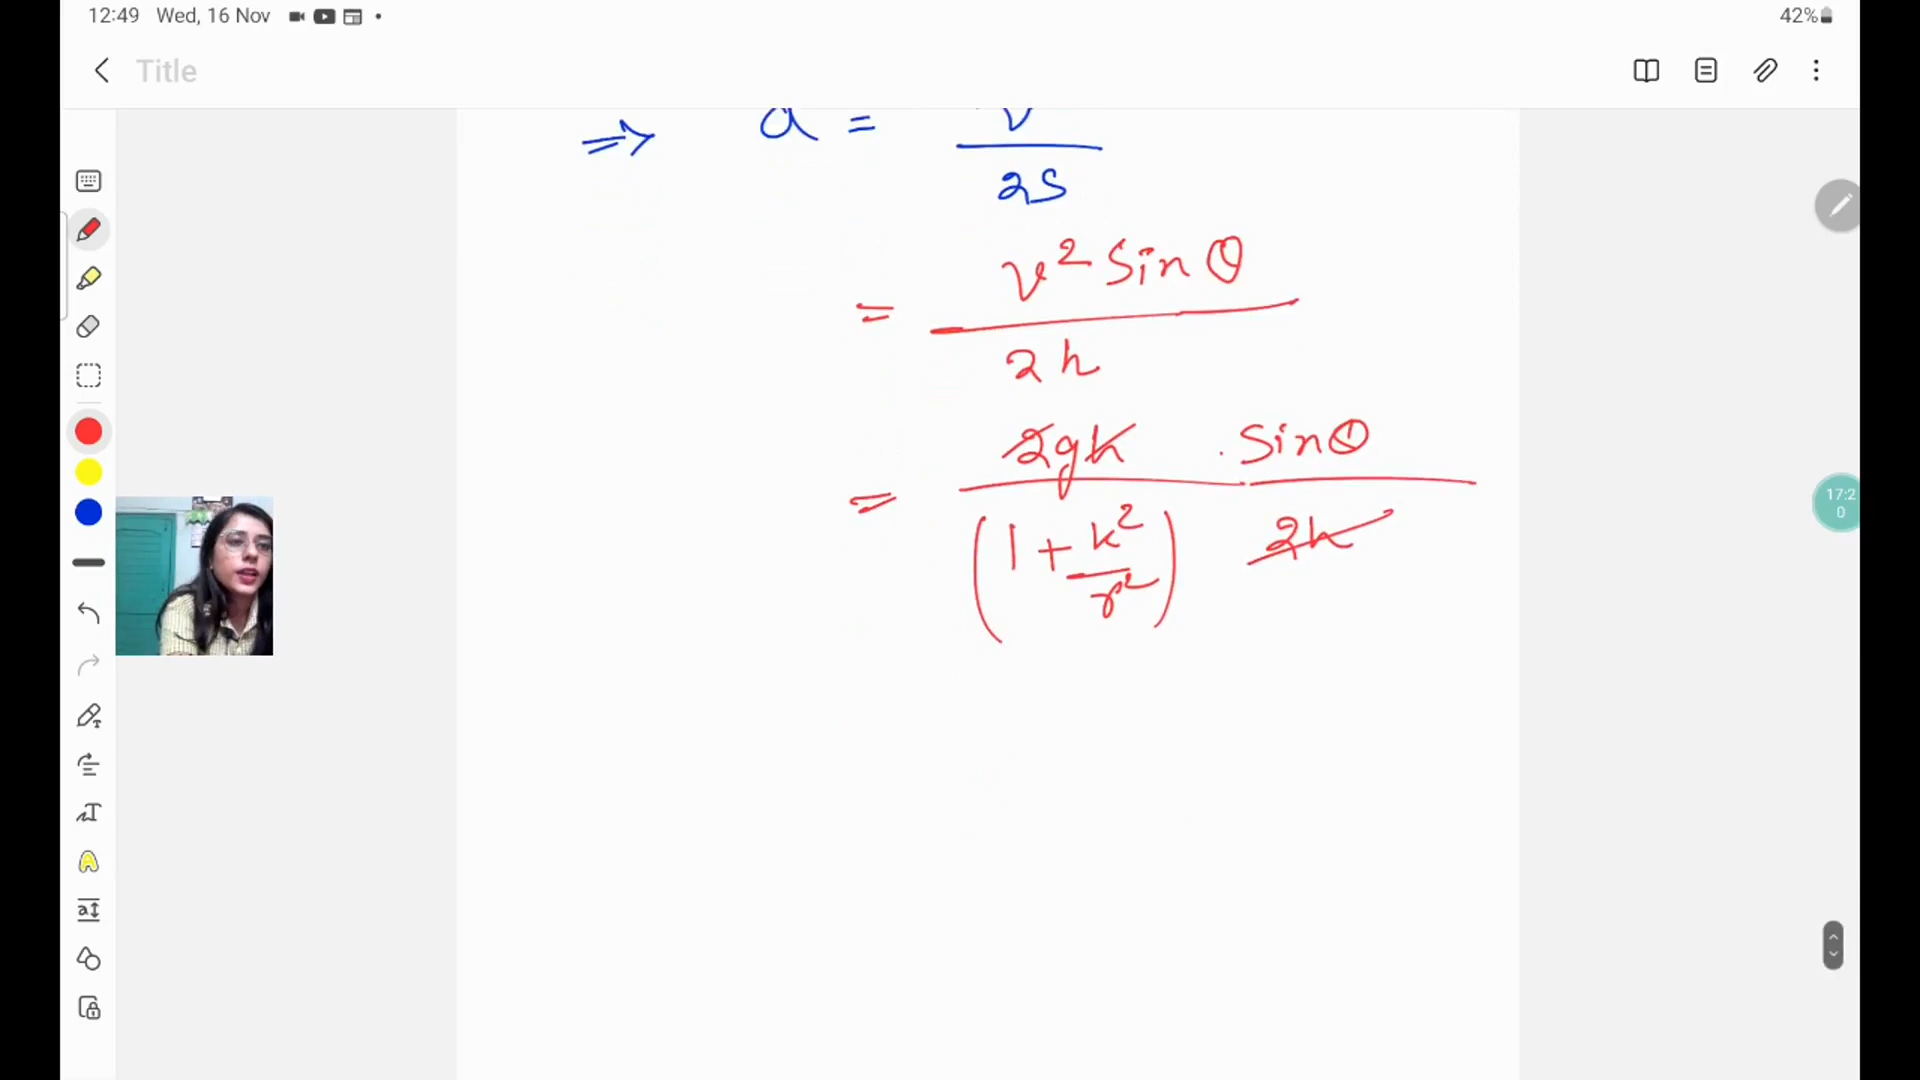 12:49 Wed, 16 Nov
42%
Title
⇒ a = v
2s
= v² sin θ
2h
= 2gh . sin θ
(1 + k²/r²) 2h
17:2
0